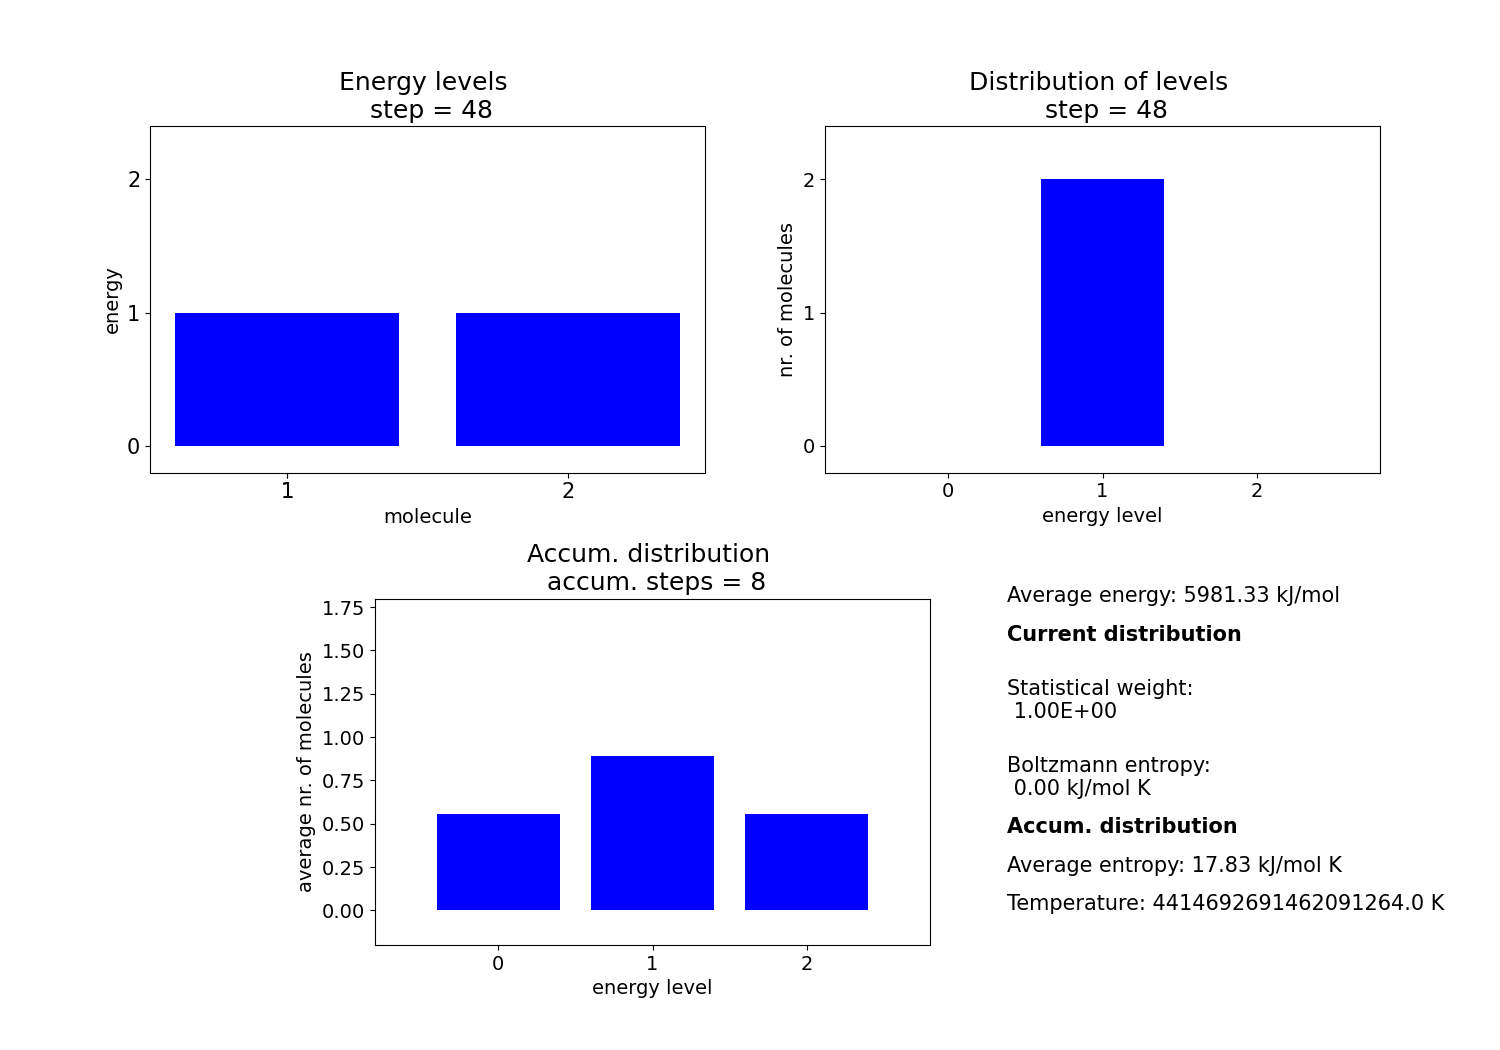 Energy levels
step = 48
2
1
0
energy
1
2
molecule
Distribution of levels
step = 48
2
1
0
nr. of molecules
0
1
2
energy level
Accum. distribution
accum. steps = 8
1.75
1.50
1.25
1.00
0.75
0.50
0.25
0.00
average nr. of molecules
0
1
2
energy level
Average energy: 5981.33 kJ/mol
Current distribution
Statistical weight:
1.00E+00
Boltzmann entropy:
0.00 kJ/mol K
Accum. distribution
Average entropy: 17.83 kJ/mol K
Temperature: 4414692691462091264.0 K